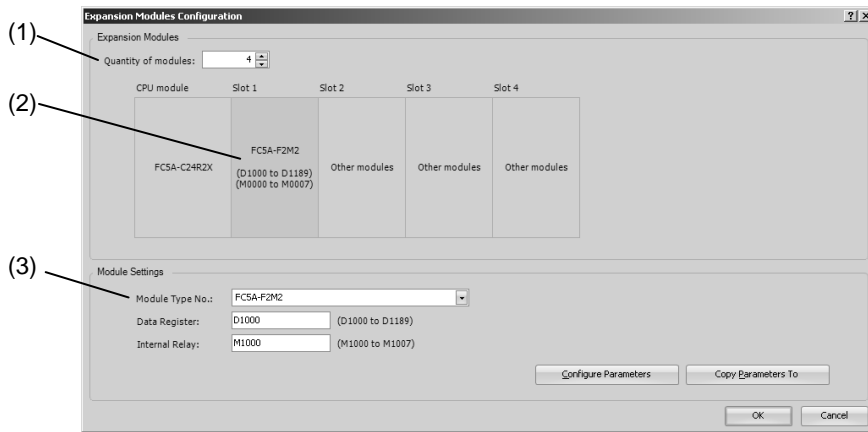 Expansion Modules Configuration
(1)
Expansion Modules
Quantity of modules: 4
CPU module Slot 1 Slot 2 Slot 3 Slot 4
(2)
FC5A-F2M2
FC5A-C24R2X Other modules Other modules Other modules
(D1000 to D1189)
(M0000 to M0007)
(3)
Module Settings
Module Type No.: FC5A-F2M2
Data Register: D1000 (D1000 to D1189)
Internal Relay: M1000 (M1000 to M1007)
Configure Parameters Copy Parameters To
OK Cancel